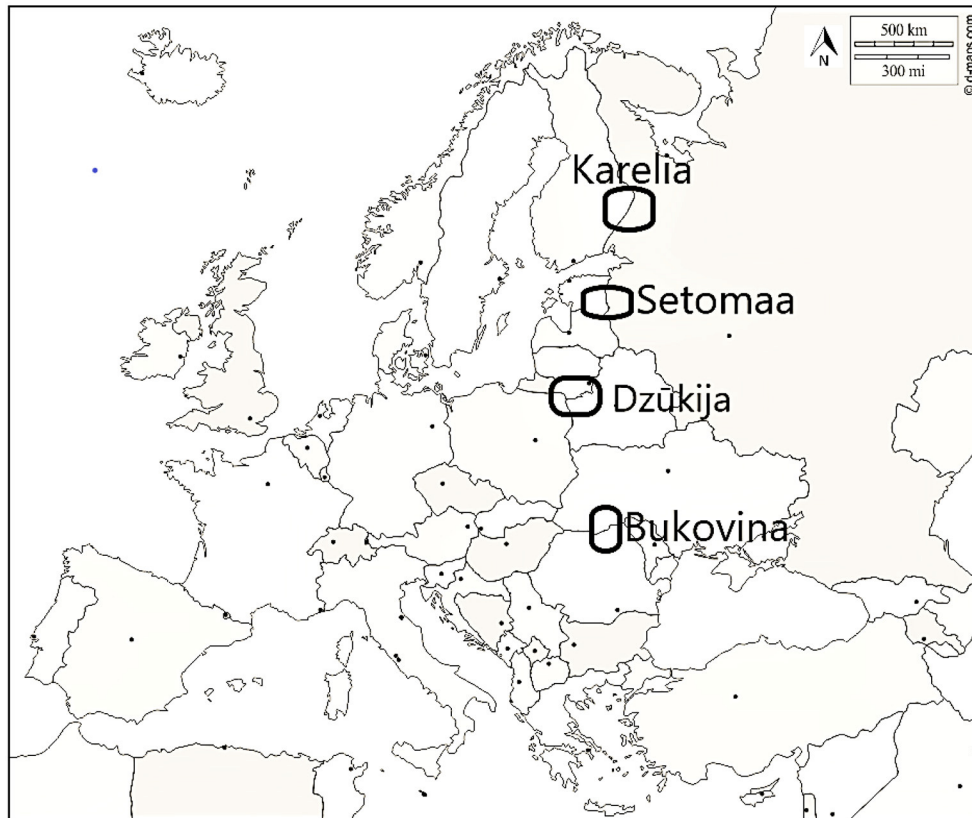 500 km
300 mi
N
© d-maps.com
Karelia
Setomaa
Dzūkija
Bukovina